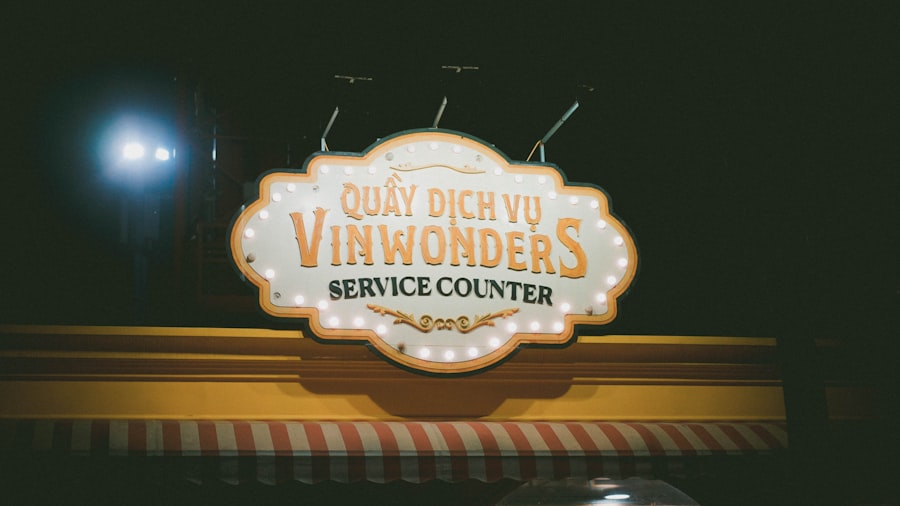 QUẦY DỊCH VỤ
VINWONDERS
SERVICE COUNTER